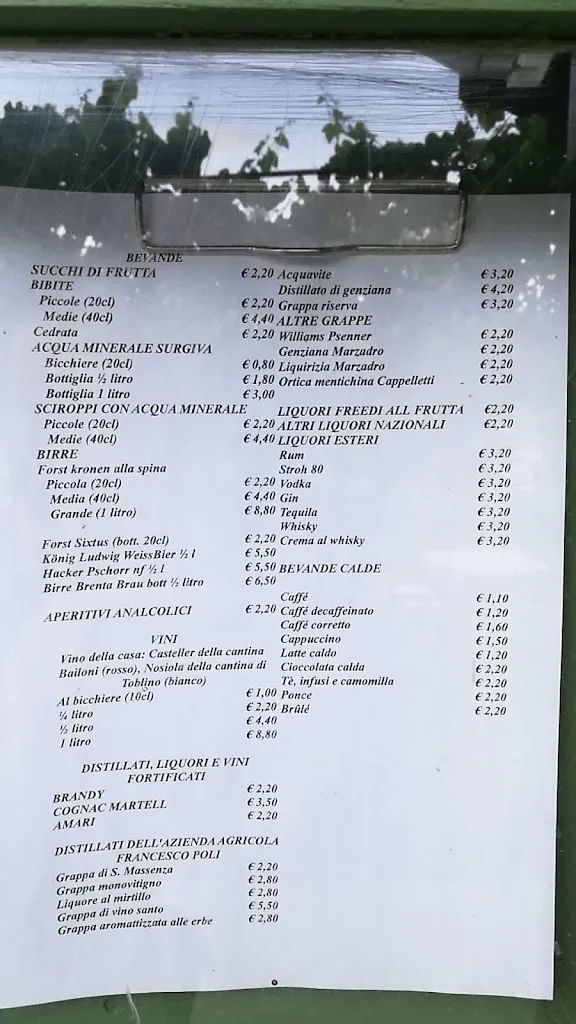 BEVANDE
SUCCHI DI FRUTTA € 2,20
BIBITE
Piccole (20cl) € 2,20
Medie (40cl) € 4,40
Cedrata € 2,20
ACQUA MINERALE SURGIVA
Bicchiere (20cl) € 0,80
Bottiglia ½ litro € 1,80
Bottiglia 1 litro € 3,00
SCIROPPI CON ACQUA MINERALE
Piccole (20cl) € 2,20
Medie (40cl) € 4,40
BIRRE
Forst kronen alla spina
Piccola (20cl) € 2,20
Media (40cl) € 4,40
Grande (1 litro) € 8,80
Forst Sixtus (bott. 20cl) € 2,20
König Ludwig WeissBier ½ l € 5,50
Hacker Pschorr nf ½ l € 5,50
Birre Brenta Brau bott ½ litro € 6,50
APERITIVI ANALCOLICI € 2,20
VINI
Vino della casa: Casteller della cantina
Bailoni (rosso), Nosiola della cantina di
Toblino (bianco)
Al bicchiere (10cl) € 1,00
¼ litro € 2,20
½ litro € 4,40
1 litro € 8,80
DISTILLATI, LIQUORI E VINI
FORTIFICATI
BRANDY € 2,20
COGNAC MARTELL € 3,50
AMARI € 2,20
DISTILLATI DELL'AZIENDA AGRICOLA
FRANCESCO POLI
Grappa di S. Massenza € 2,20
Grappa monovitigno € 2,80
Liquore al mirtillo € 2,80
Grappa di vino santo € 5,50
Grappa aromattizzata alle erbe € 2,80
Acquavite € 3,20
Distillato di genziana € 4,20
Grappa riserva € 3,20
ALTRE GRAPPE
Williams Psenner € 2,20
Genziana Marzadro € 2,20
Liquirizia Marzadro € 2,20
Ortica mentichina Cappelletti € 2,20
LIQUORI FREEDI ALL FRUTTA €2,20
ALTRI LIQUORI NAZIONALI €2,20
LIQUORI ESTERI
Rum € 3,20
Stroh 80 € 3,20
Vodka € 3,20
Gin € 3,20
Tequila € 3,20
Whisky € 3,20
Crema al whisky € 3,20
BEVANDE CALDE
Caffé € 1,10
Caffé decaffeinato € 1,20
Caffé corretto € 1,60
Cappuccino € 1,50
Latte caldo € 1,20
Cioccolata calda € 2,20
Tè, infusi e camomilla € 2,20
Ponce € 2,20
Brûlé € 2,20